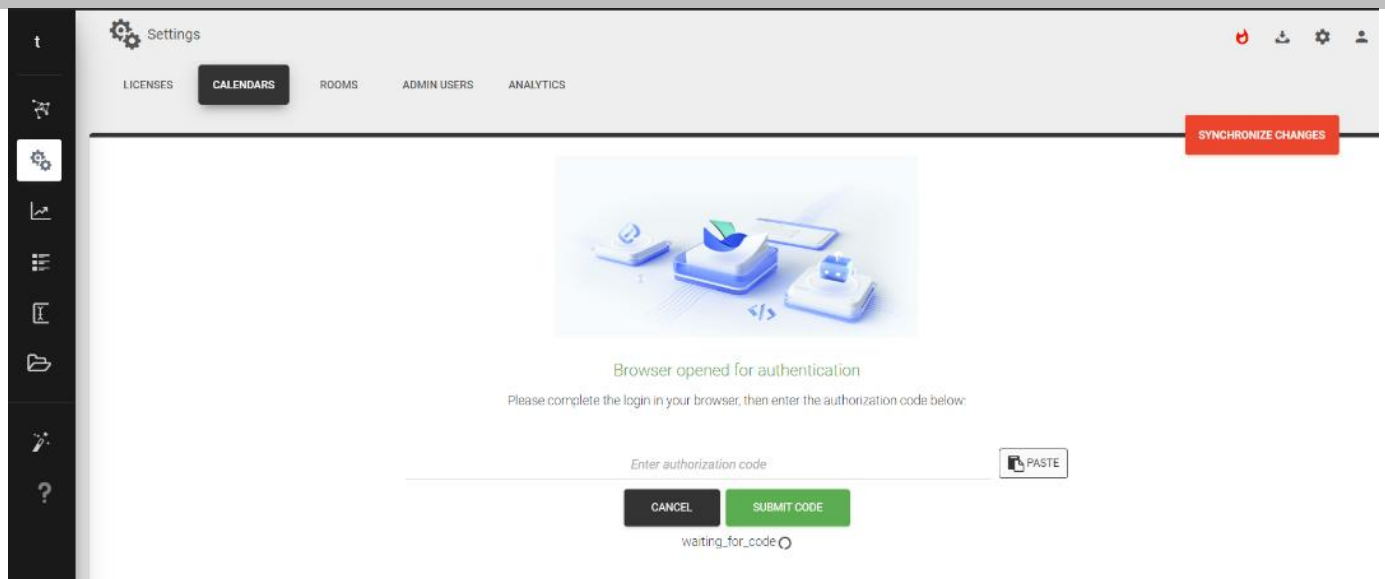 t
Settings
LICENSES CALENDARS ROOMS ADMIN USERS ANALYTICS
SYNCHRONIZE CHANGES
Browser opened for authentication
Please complete the login in your browser, then enter the authorization code below:
Enter authorization code
PASTE
CANCEL SUBMIT CODE
waiting_for_code
?